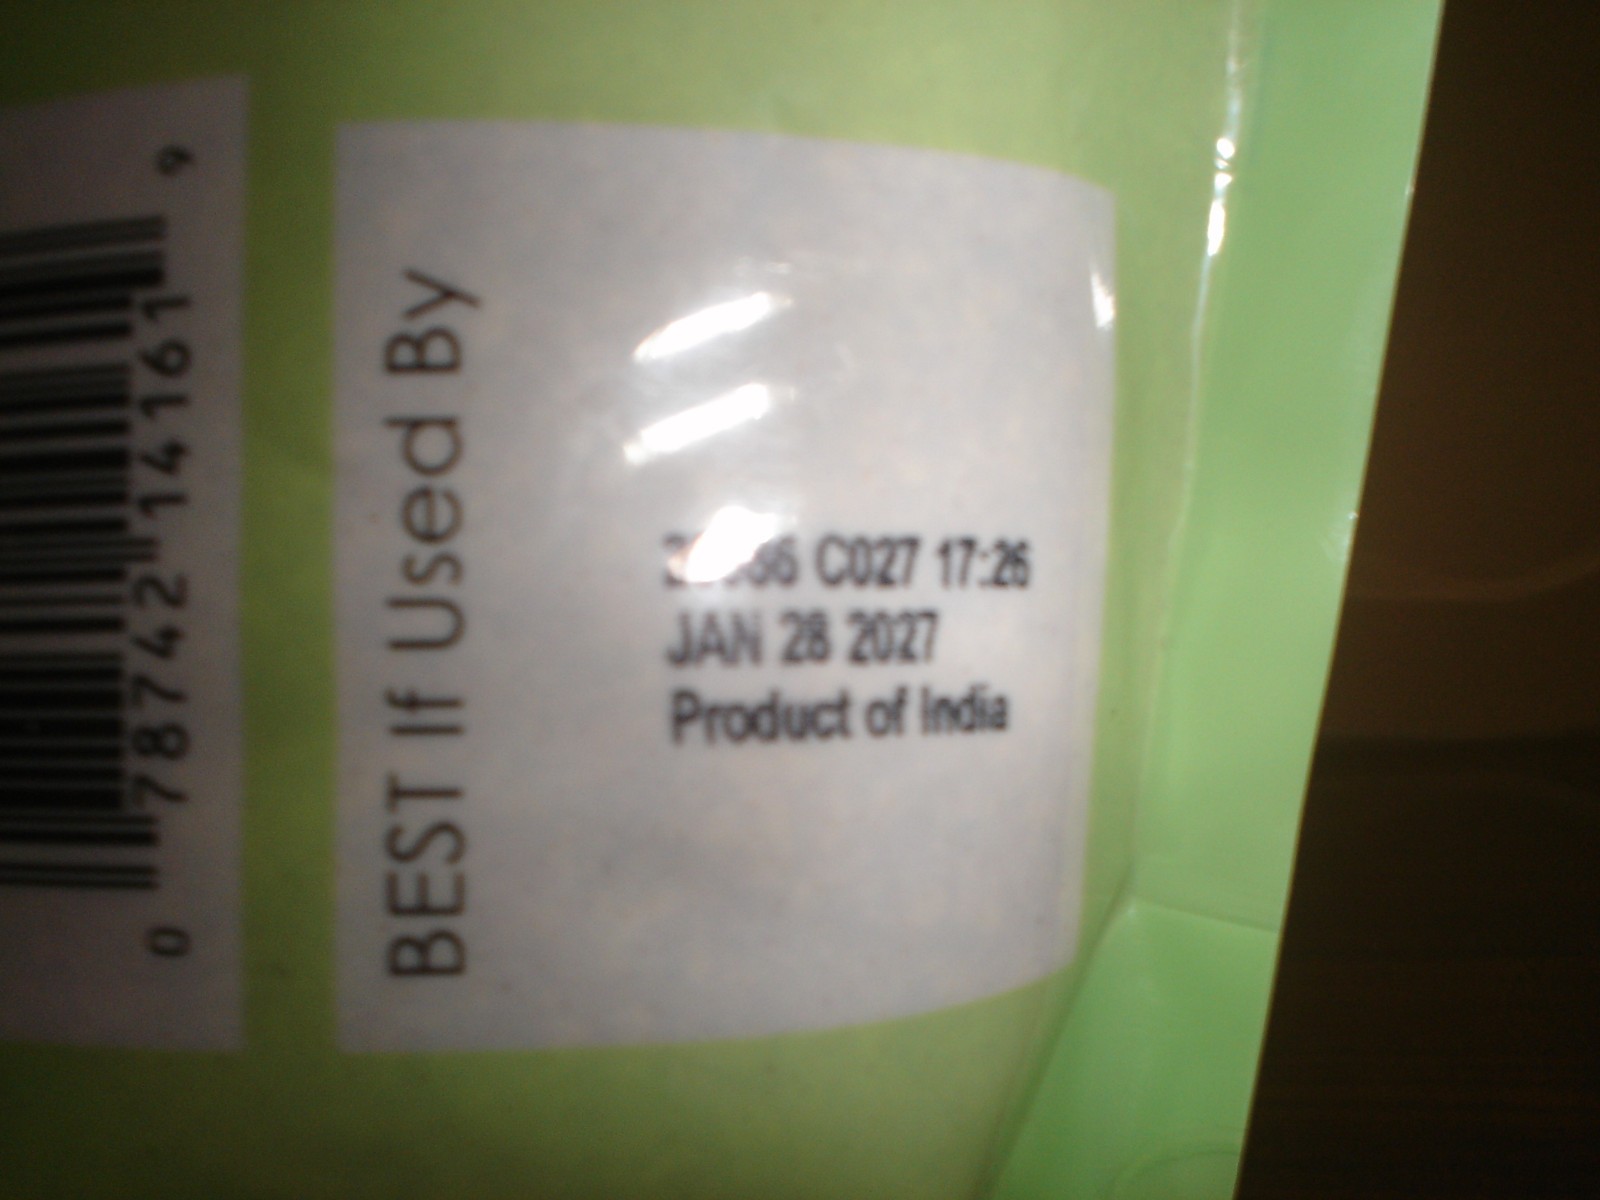 0 78742 14161 9
BEST If Used By
C027 17:26
JAN 28 2027
Product of India